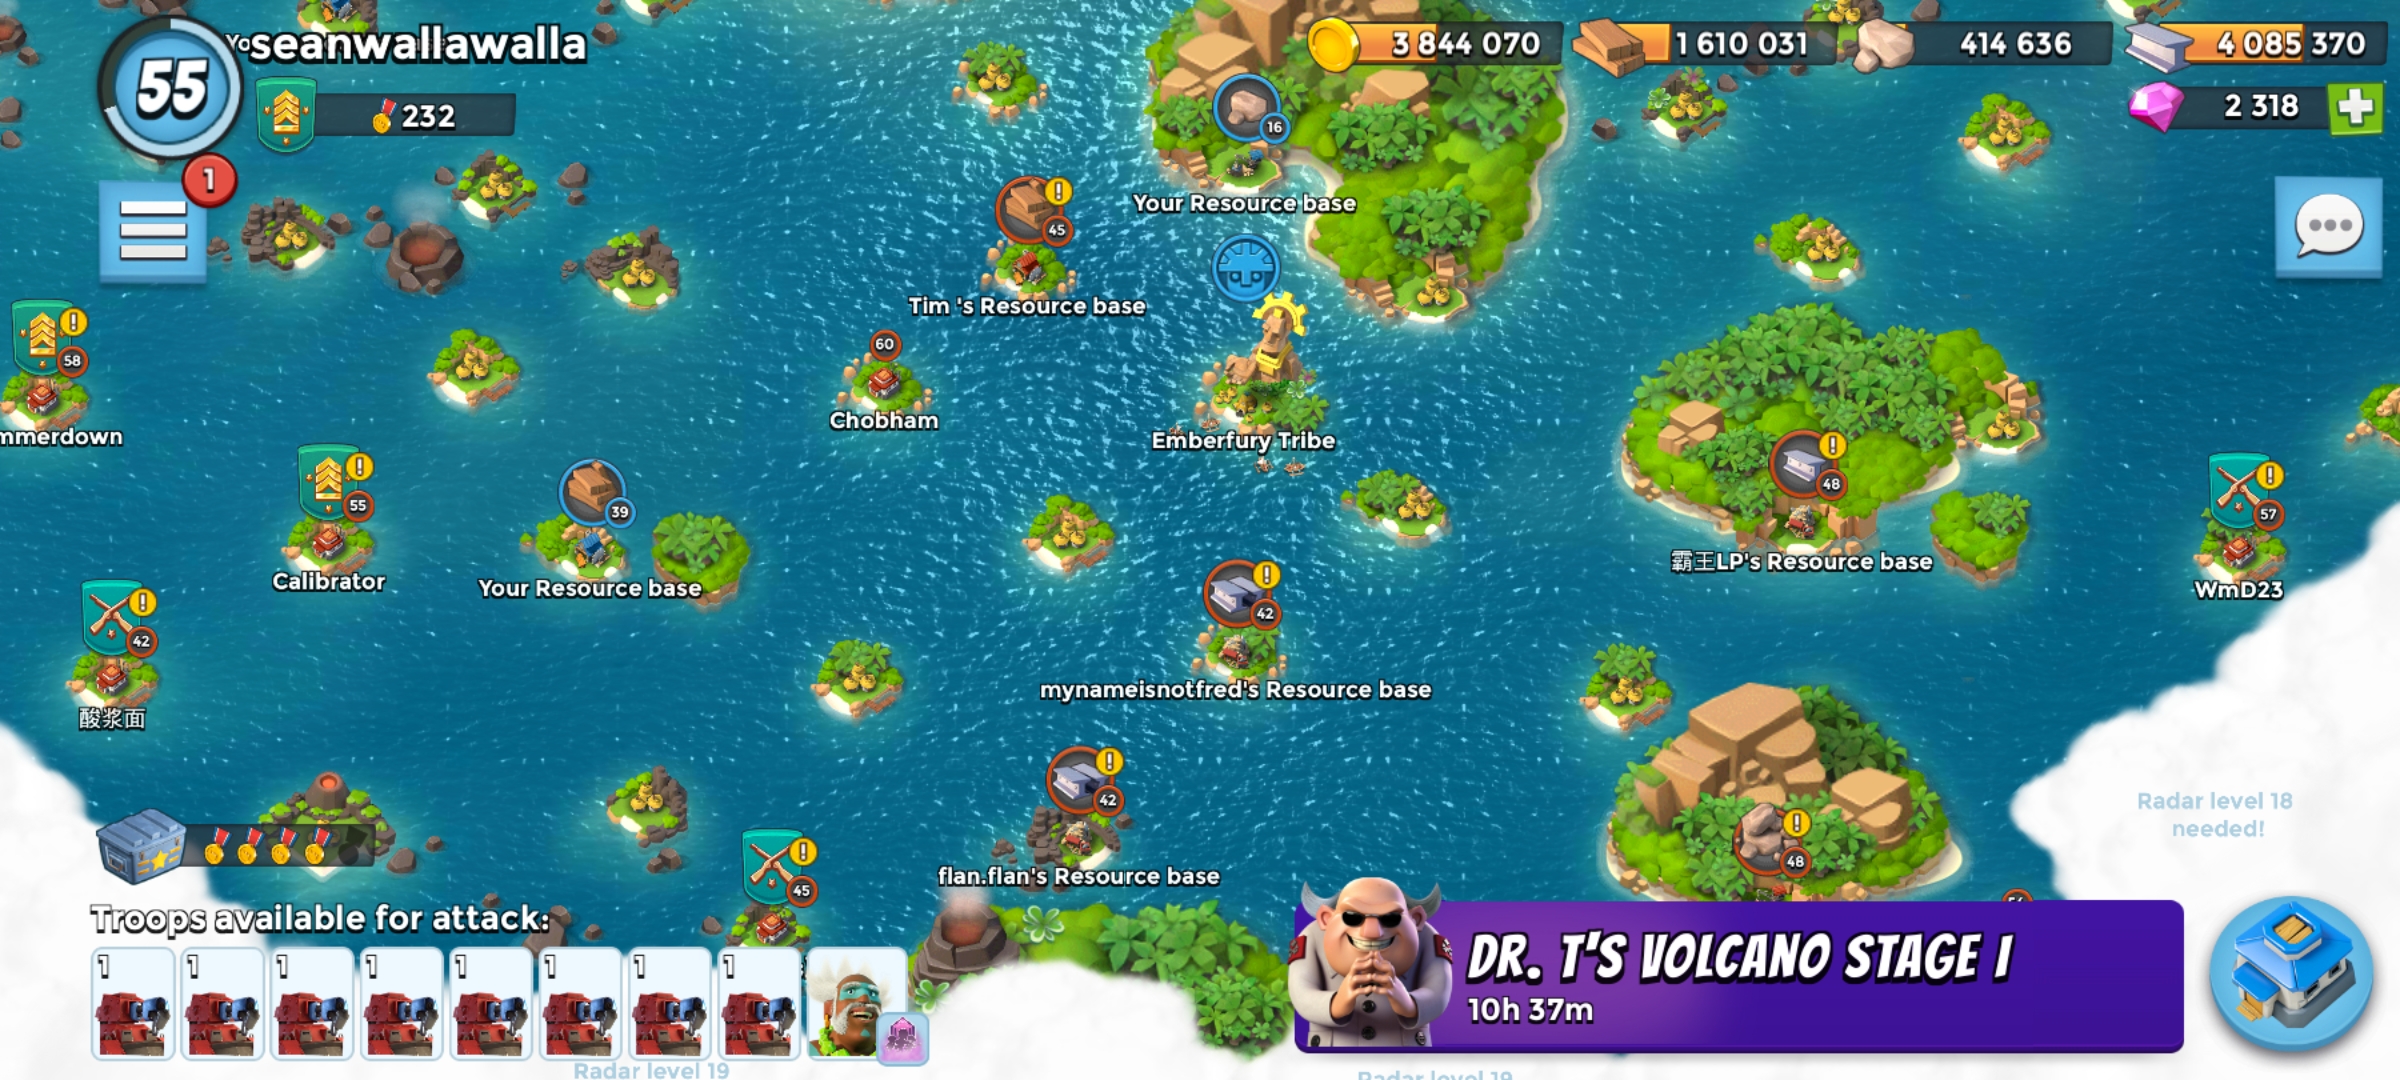 seanwallawalla
55
232
3 844 070
1 610 031
414 636
4 085 370
2 318
1
16
Your Resource base
45
Tim 's Resource base
58
mmerdown
60
Chobham
Emberfury Tribe
55
Calibrator
39
Your Resource base
48
霸王LP's Resource base
57
WmD23
42
酸浆面
42
mynameisnotfred's Resource base
42
flan.flan's Resource base
45
48
Radar level 18
needed!
Troops available for attack:
1
1
1
1
1
1
1
1
DR. T'S VOLCANO STAGE I
10h 37m
Radar level 19
Radar level 19